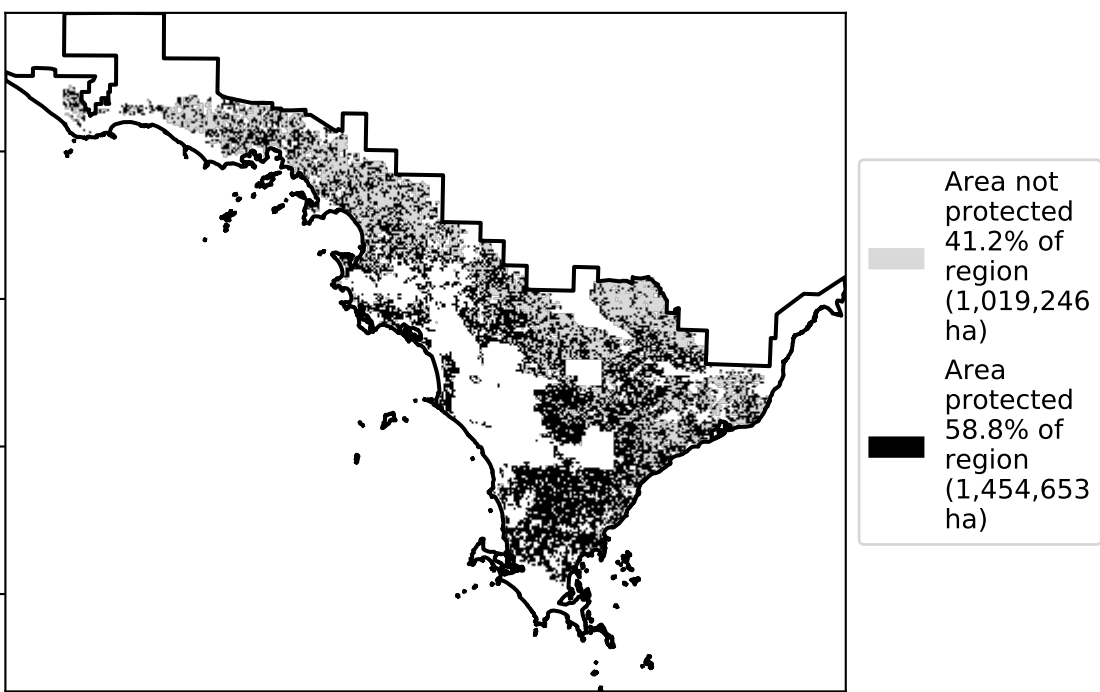 Area not
protected
41.2% of
region
(1,019,246
ha)
Area
protected
58.8% of
region
(1,454,653
ha)